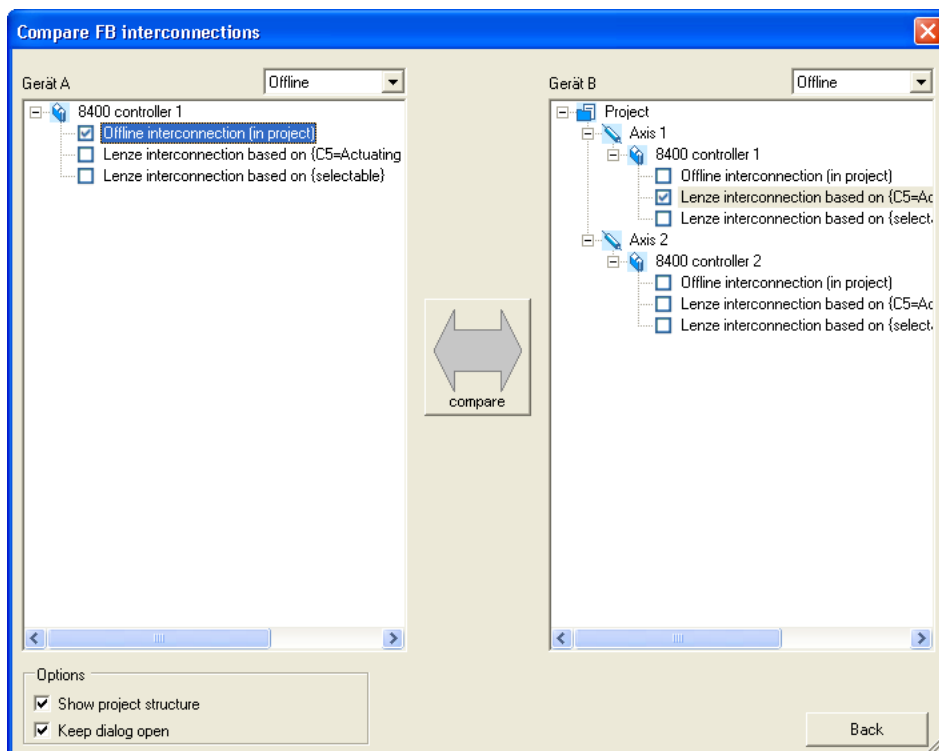 Compare FB interconnections
Gerät A
Offline
8400 controller 1
Offline interconnection (in project)
Lenze interconnection based on {C5=Actuating
Lenze interconnection based on {selectable}
compare
Gerät B
Offline
Project
Axis 1
8400 controller 1
Offline interconnection (in project)
Lenze interconnection based on {C5=Ac
Lenze interconnection based on {select
Axis 2
8400 controller 2
Offline interconnection (in project)
Lenze interconnection based on {C5=Ac
Lenze interconnection based on {select
Options
Show project structure
Keep dialog open
Back